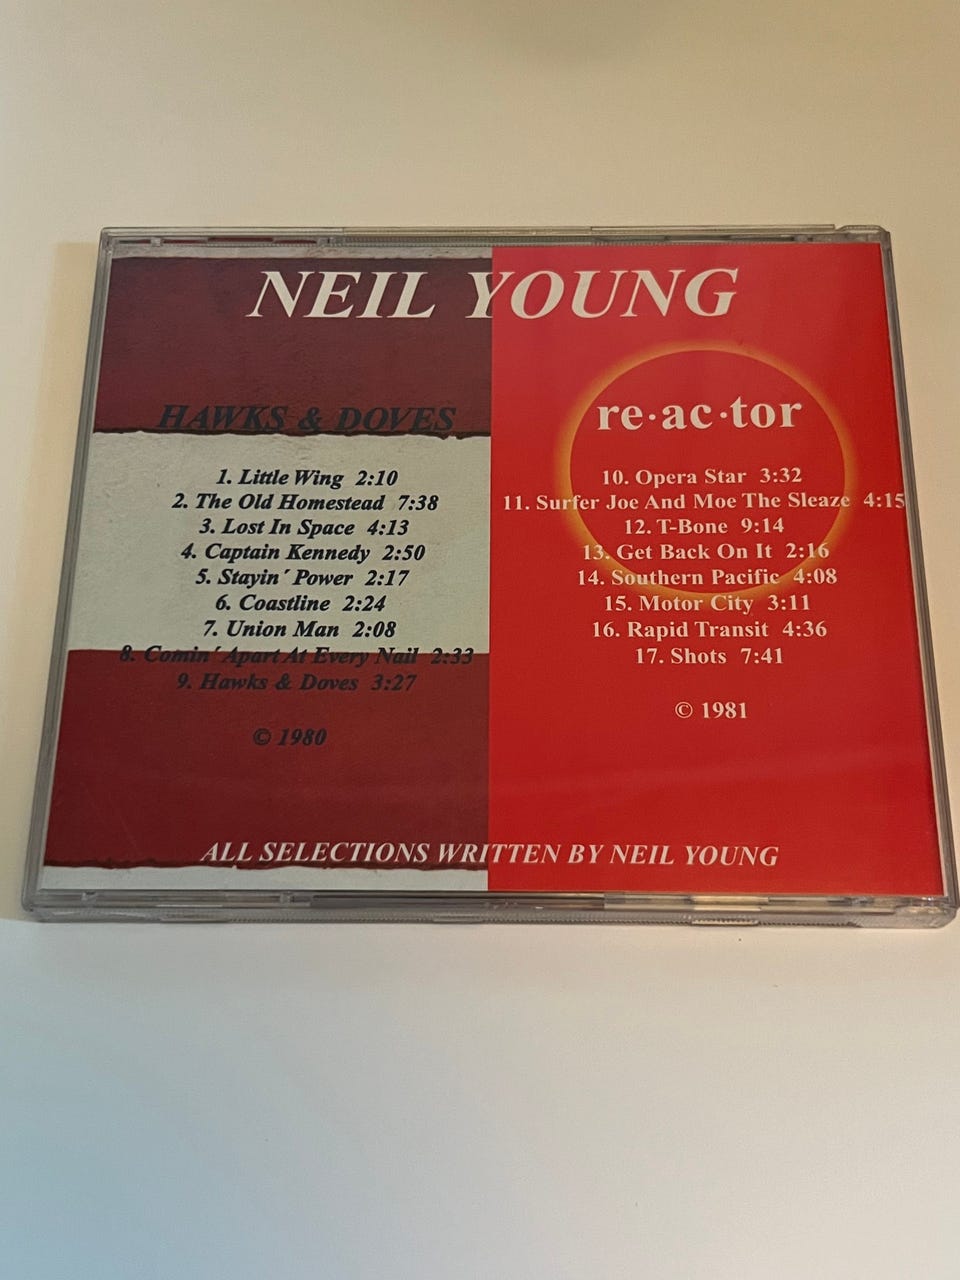 NEIL YOUNG
HAWKS & DOVES
1. Little Wing 2:10
2. The Old Homestead 7:38
3. Lost In Space 4:13
4. Captain Kennedy 2:50
5. Stayin´ Power 2:17
6. Coastline 2:24
7. Union Man 2:08
8. Comin´ Apart At Every Nail 2:33
9. Hawks & Doves 3:27
© 1980
re·ac·tor
10. Opera Star 3:32
11. Surfer Joe And Moe The Sleaze 4:15
12. T-Bone 9:14
13. Get Back On It 2:16
14. Southern Pacific 4:08
15. Motor City 3:11
16. Rapid Transit 4:36
17. Shots 7:41
© 1981
ALL SELECTIONS WRITTEN BY NEIL YOUNG